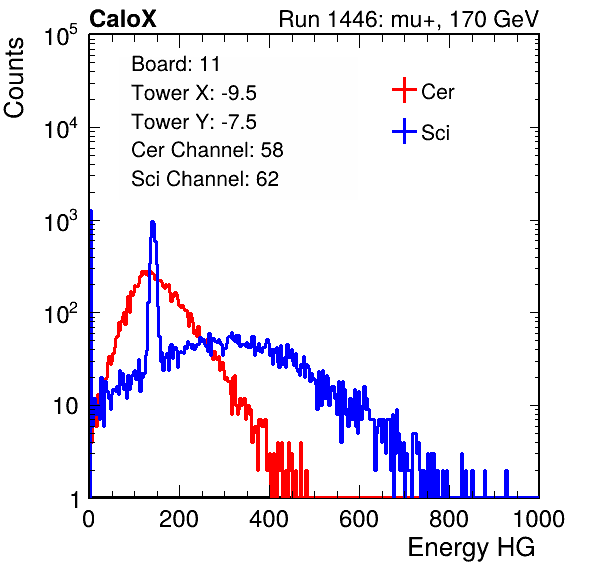 CaloX Run 1446: mu+, 170 GeV
Counts
Board: 11
Tower X: -9.5
Tower Y: -7.5
Cer Channel: 58
Sci Channel: 62
Cer
Sci
10^5
10^4
10^3
10^2
10
1
0 200 400 600 800 1000
Energy HG